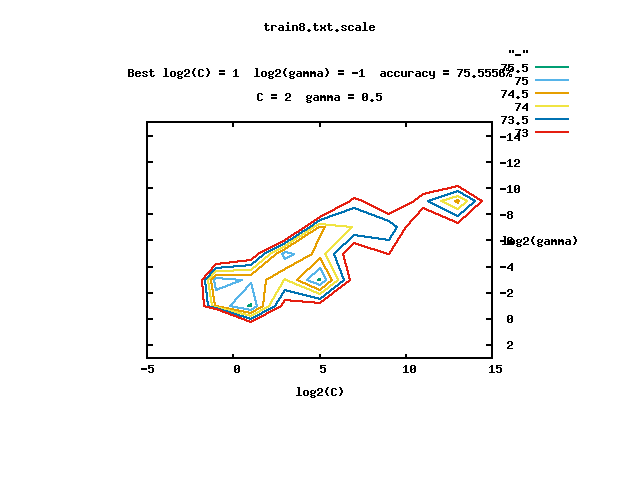 train8.txt.scale
"-"
Best log2(C) = 1  log2(gamma) = -1  accuracy = 75.5556%
75.5
75
C = 2  gamma = 0.5
74.5
74
73.5
73
-14
-12
-10
-8
-6
log2(gamma)
-4
-2
0
2
-5 0 5 10 15
log2(C)